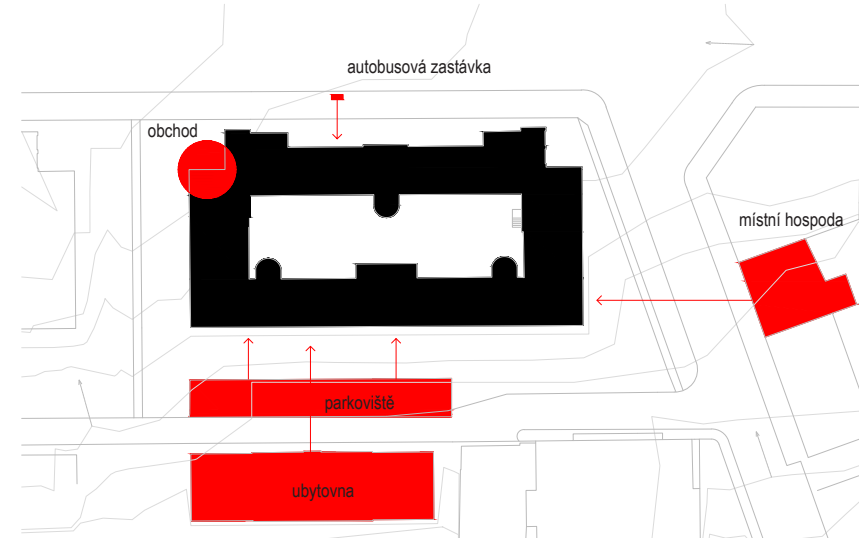 autobusová zastávka
obchod
místní hospoda
parkoviště
ubytovna